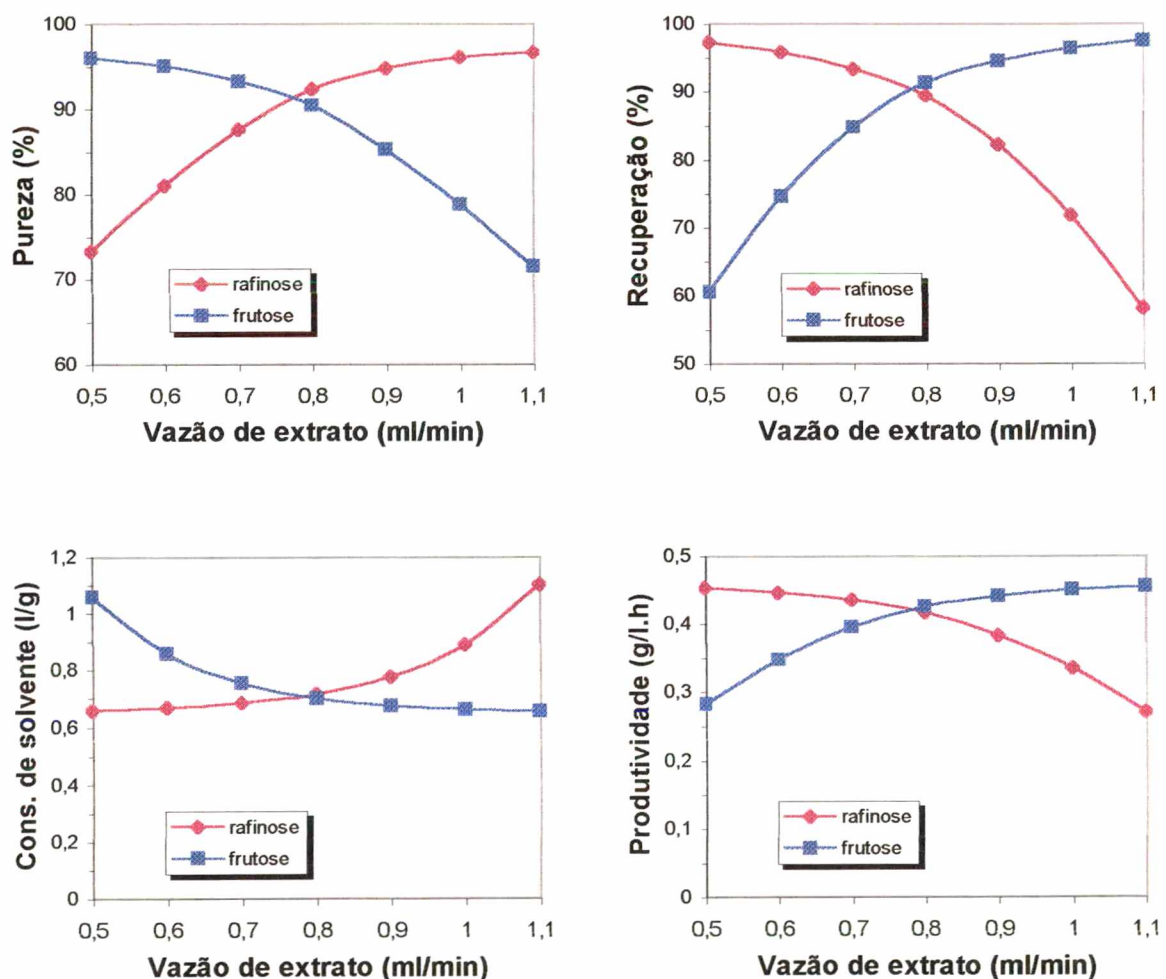 Pureza (%)
100
90
80
70
60
rafinose
frutose
0,5 0,6 0,7 0,8 0,9 1 1,1
Vazão de extrato (ml/min)
Recuperação (%)
100
90
80
70
60
50
rafinose
frutose
0,5 0,6 0,7 0,8 0,9 1 1,1
Vazão de extrato (ml/min)
Cons. de solvente (l/g)
1,2
1
0,8
0,6
0,4
0,2
0
rafinose
frutose
0,5 0,6 0,7 0,8 0,9 1 1,1
Vazão de extrato (ml/min)
Produtividade (g/l.h)
0,5
0,4
0,3
0,2
0,1
0
rafinose
frutose
0,5 0,6 0,7 0,8 0,9 1 1,1
Vazão de extrato (ml/min)